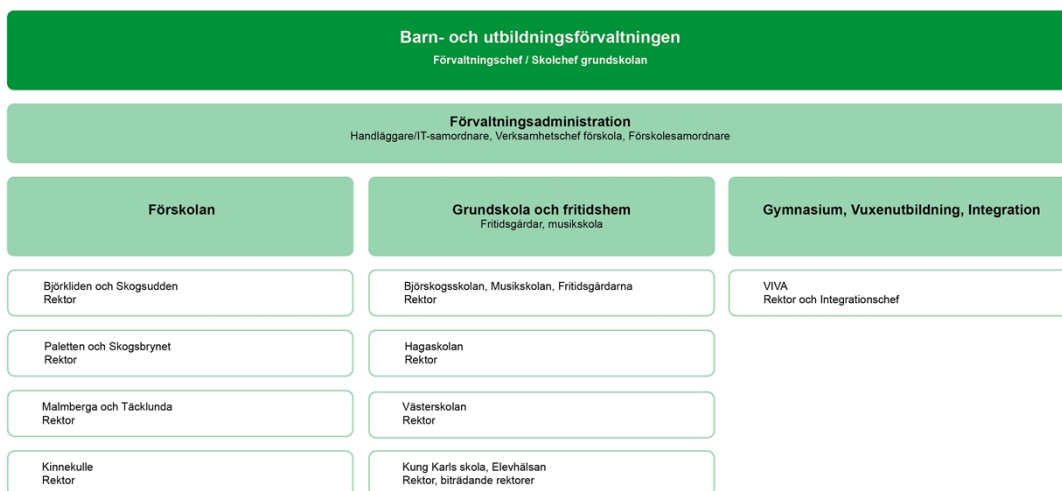 Barn- och utbildningsförvaltningen
Förvaltningschef / Skolchef grundskolan
Förvaltningsadministration
Handläggare/IT-samordnare, Verksamhetschef förskola, Förskolesamordnare
Förskolan
Björkliden och Skogsudden
Rektor
Paletten och Skogsbrynet
Rektor
Malmberga och Täcklunda
Rektor
Kinnekulle
Rektor
Grundskola och fritidshem
Fritidsgårdar, musikskola
Björskogsskolan, Musikskolan, Fritidsgårdarna
Rektor
Hagaskolan
Rektor
Västerskolan
Rektor
Kung Karls skola, Elevhälsan
Rektor, biträdande rektorer
Gymnasium, Vuxenutbildning, Integration
VIVA
Rektor och Integrationschef